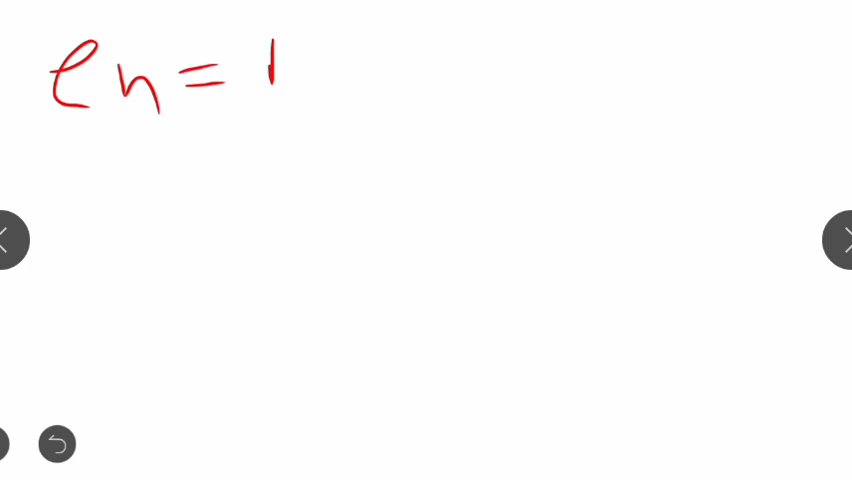 en = 1